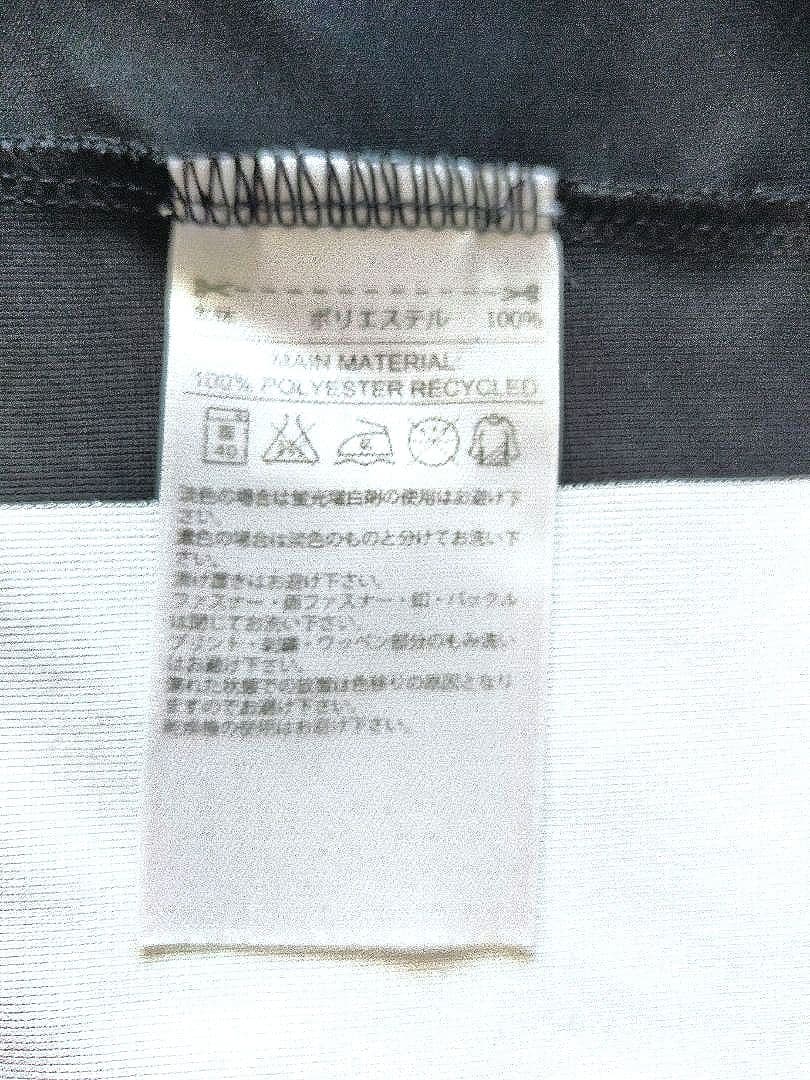 本体 ポリエステル 100%
MAIN MATERIAL
100% POLYESTER RECYCLED
弱 40
淡色の場合は蛍光増白剤の使用はお避け下
さい。
濃色の場合は淡色のものと分けてお洗い下
さい。
漬け置きはお避け下さい。
ファスナー・面ファスナー・釦・バックル
は閉じてお洗い下さい。
プリント・刺繍・ワッペン部分のもみ洗い
はお避け下さい。
濡れた状態での放置は色移りの原因となり
ますのでお避け下さい。
乾燥機の使用はお避け下さい。